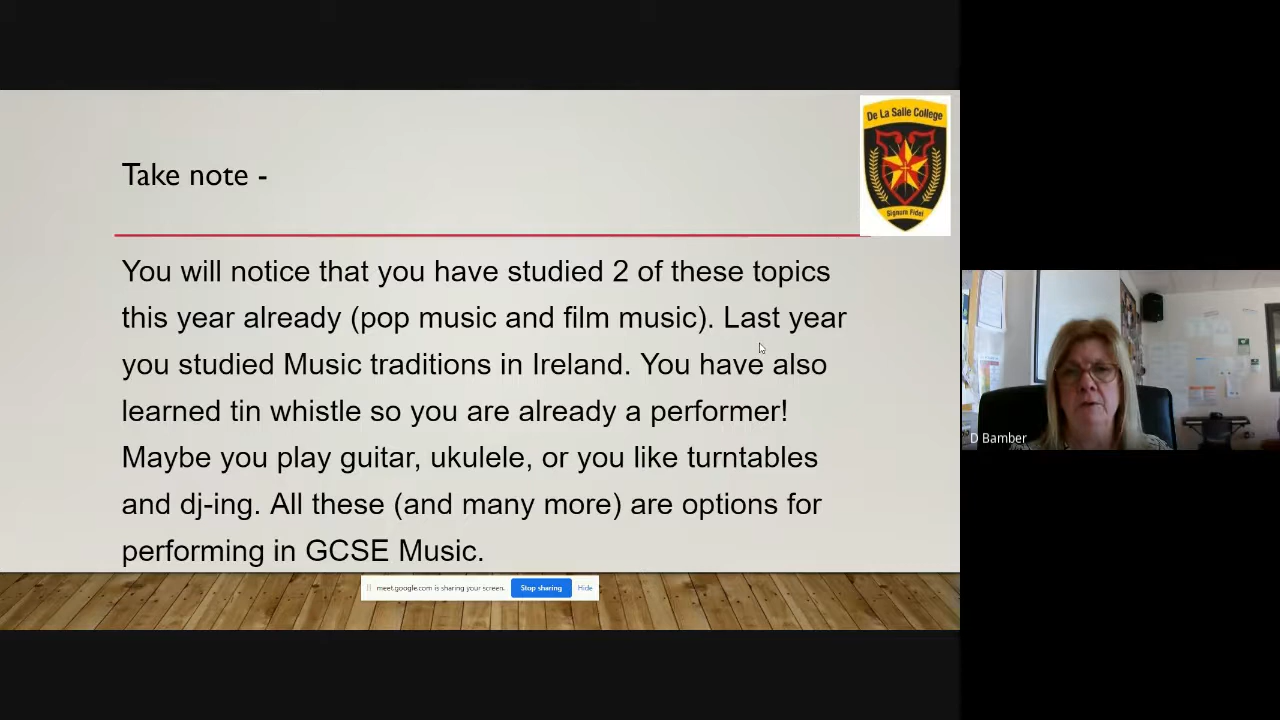 De La Salle College
Signum Fidei
Take note -
You will notice that you have studied 2 of these topics
this year already (pop music and film music). Last year
you studied Music traditions in Ireland. You have also
learned tin whistle so you are already a performer!
Maybe you play guitar, ukulele, or you like turntables
and dj-ing. All these (and many more) are options for
performing in GCSE Music.
meet.google.com is sharing your screen.
Stop sharing
Hide
D Bamber